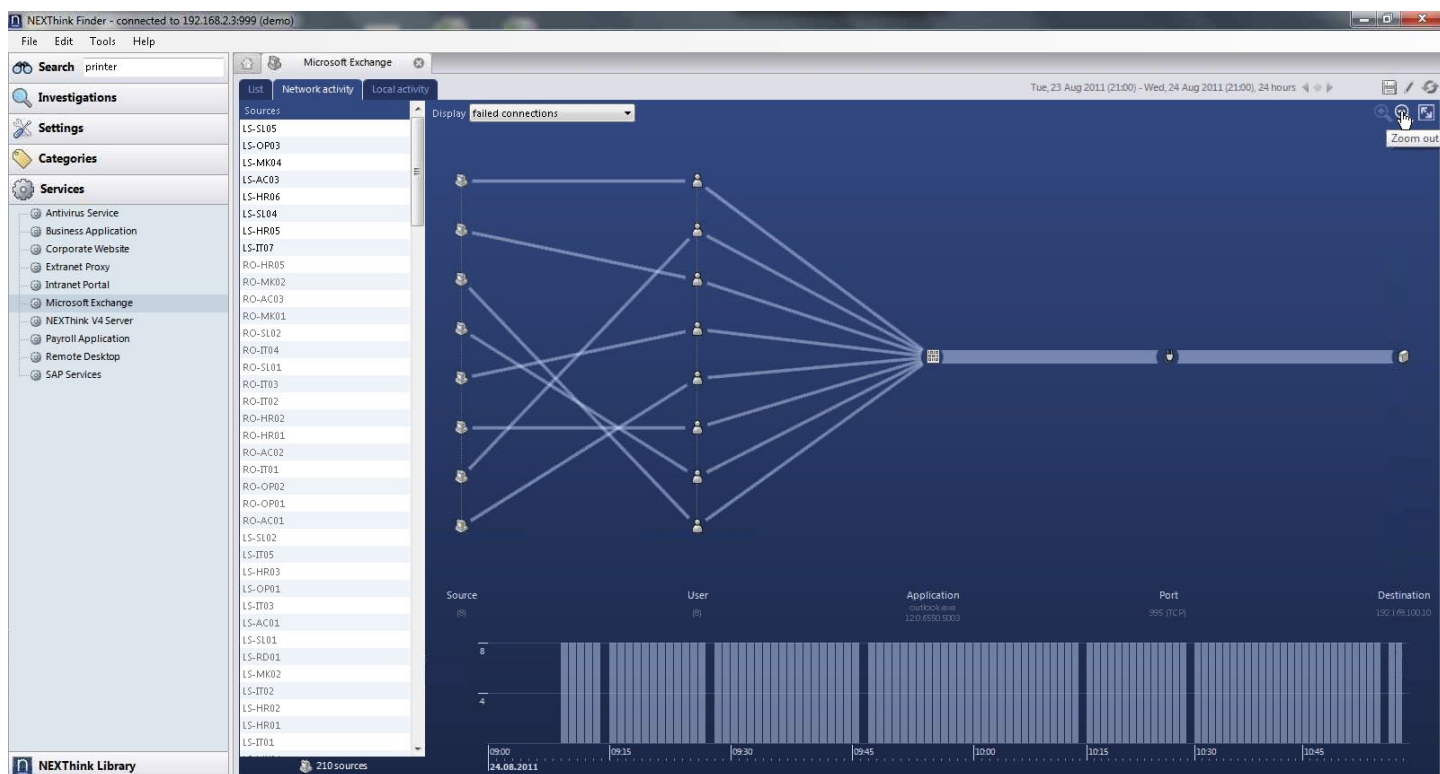 NEXThink Finder - connected to 192.168.2.3:999 (demo)
File Edit Tools Help
Search printer
Investigations
Settings
Categories
Services
Antivirus Service
Business Application
Corporate Website
Extranet Proxy
Intranet Portal
Microsoft Exchange
NEXThink V4 Server
Payroll Application
Remote Desktop
SAP Services
NEXThink Library
Microsoft Exchange
List Network activity Local activity
Tue, 23 Aug 2011 (21:00) - Wed, 24 Aug 2011 (21:00), 24 hours
Sources
LS-SL05
LS-OP03
LS-MK04
LS-AC03
LS-HR06
LS-SL04
LS-HR05
LS-IT07
RO-HR05
RO-MK02
RO-AC03
RO-MK01
RO-SL02
RO-IT04
RO-SL01
RO-IT03
RO-IT02
RO-HR02
RO-HR01
RO-AC02
RO-IT01
RO-OP02
RO-OP01
RO-AC01
LS-SL02
LS-IT05
LS-HR03
LS-OP01
LS-IT03
LS-AC01
LS-SL01
LS-RD01
LS-MK02
LS-IT02
LS-HR02
LS-HR01
LS-IT01
210 sources
Display failed connections
Zoom out
Source User Application Port Destination
(8) (8) outlook.exe 995 (TCP) 192.168.100.10
12.0.6550.5003
8
4
09:00 09:15 09:30 09:45 10:00 10:15 10:30 10:45
24.08.2011